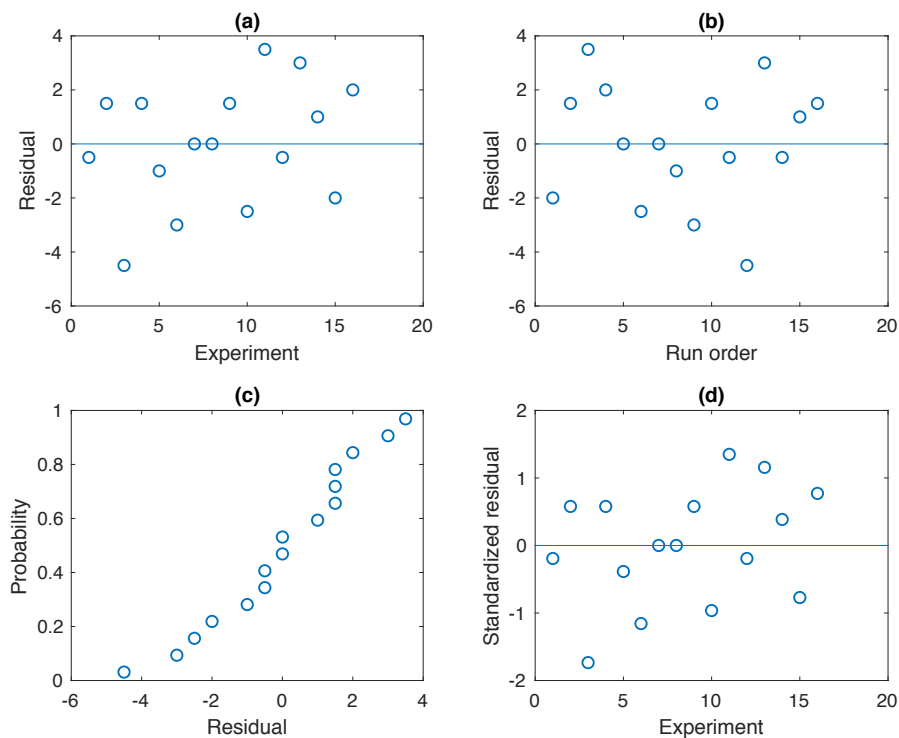 (a)
Residual
4
2
0
-2
-4
-6
0 5 10 15 20
Experiment
(b)
Residual
4
2
0
-2
-4
-6
0 5 10 15 20
Run order
(c)
Probability
1
0.8
0.6
0.4
0.2
0
-6 -4 -2 0 2 4
Residual
(d)
Standardized residual
2
1
0
-1
-2
0 5 10 15 20
Experiment